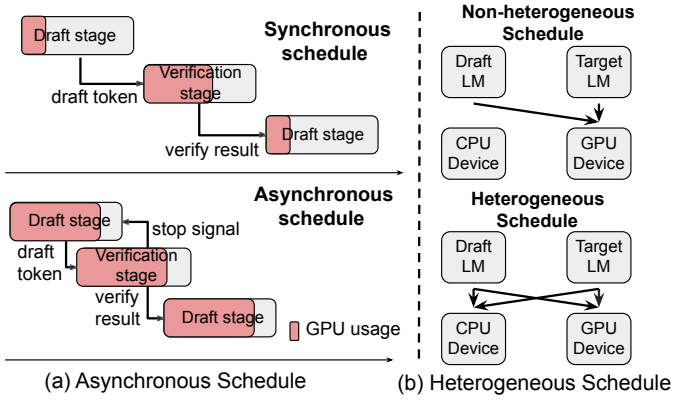 Draft stage
Synchronous
schedule
draft token
Verification
stage
verify result
Draft stage
Asynchronous
schedule
Draft stage
stop signal
draft
token
Verification
stage
verify
result
Draft stage
GPU usage
(a) Asynchronous Schedule
Non-heterogeneous
Schedule
Draft
LM
Target
LM
CPU
Device
GPU
Device
Heterogeneous
Schedule
Draft
LM
Target
LM
CPU
Device
GPU
Device
(b) Heterogeneous Schedule